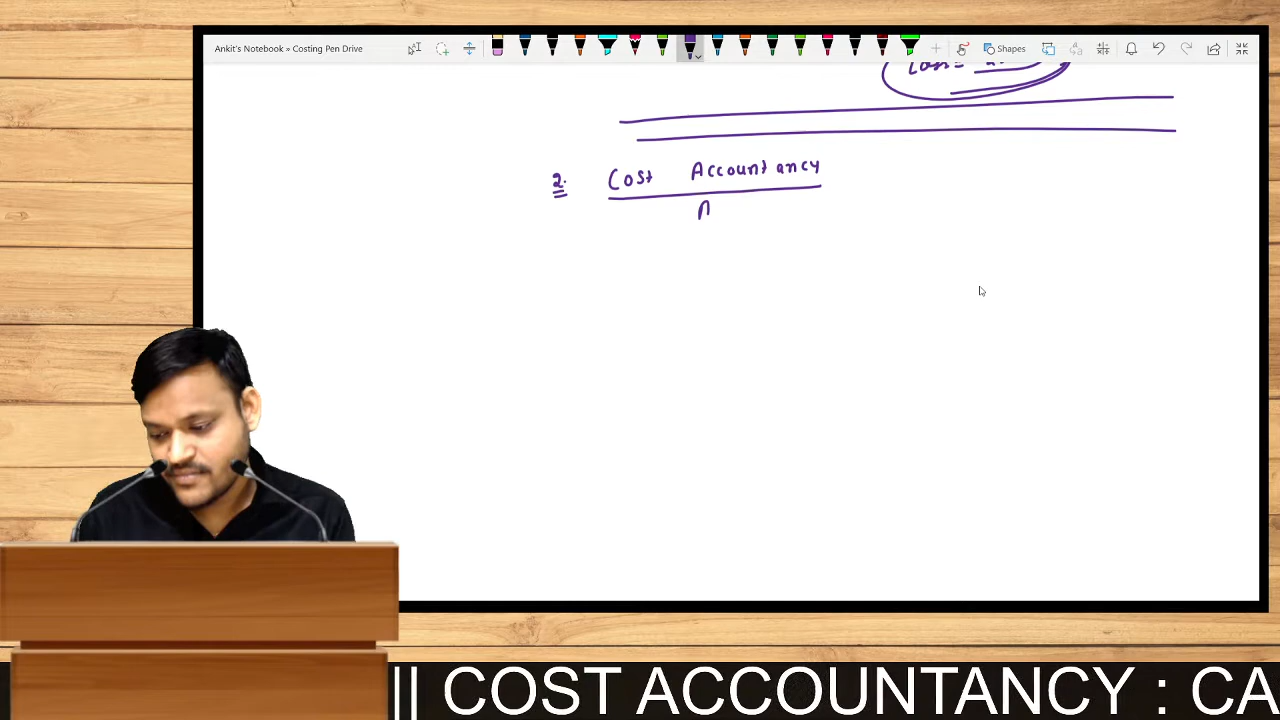 Ankit's Notebook » Costing Pen Drive
Shapes
2. Cost Accountancy
|| COST ACCOUNTANCY : CA